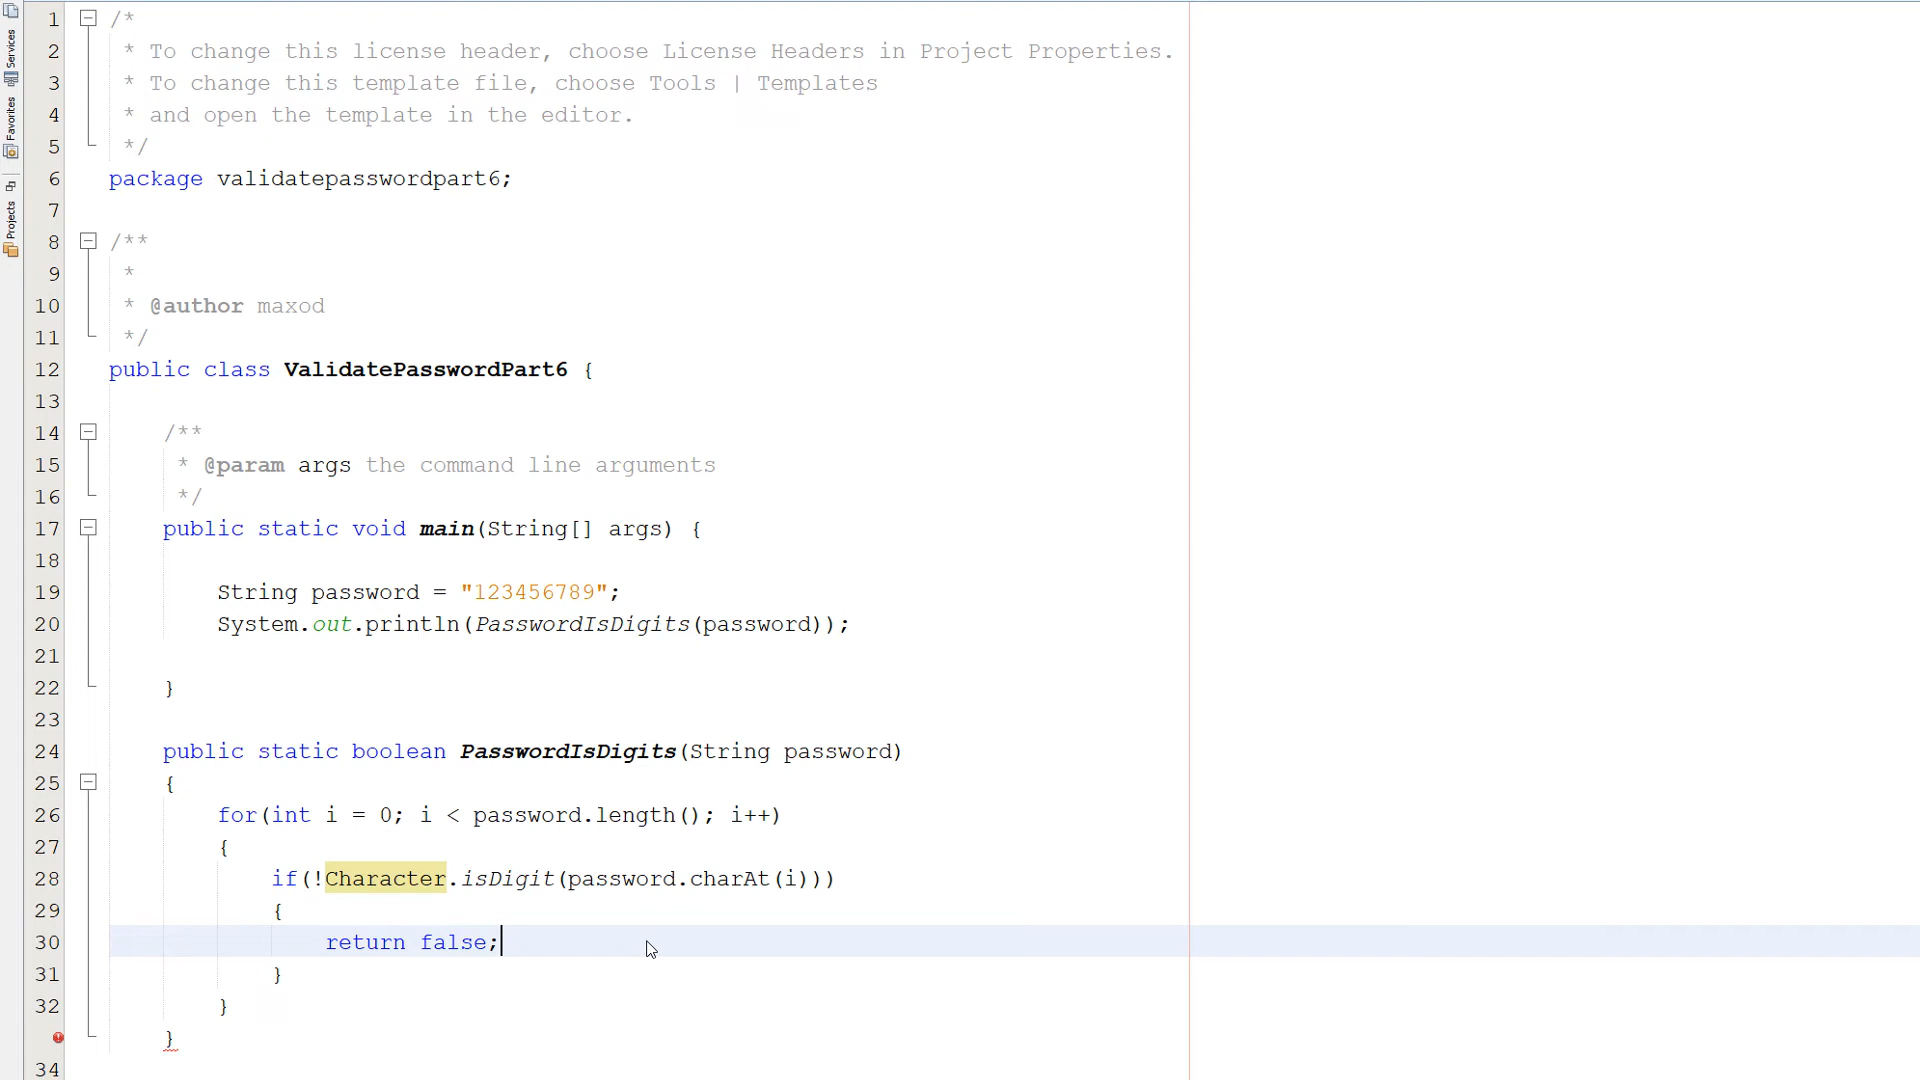 Services
Favorites
Projects
1 /*
2 * To change this license header, choose License Headers in Project Properties.
3 * To change this template file, choose Tools | Templates
4 * and open the template in the editor.
5 */
6 package validatepasswordpart6;
7
8 /**
9 *
10 * @author maxod
11 */
12 public class ValidatePasswordPart6 {
13
14 /**
15 * @param args the command line arguments
16 */
17 public static void main(String[] args) {
18
19 String password = "123456789";
20 System.out.println(PasswordIsDigits(password));
21
22 }
23
24 public static boolean PasswordIsDigits(String password)
25 {
26 for(int i = 0; i < password.length(); i++)
27 {
28 if(!Character.isDigit(password.charAt(i)))
29 {
30 return false;
31 }
32 }
}
34